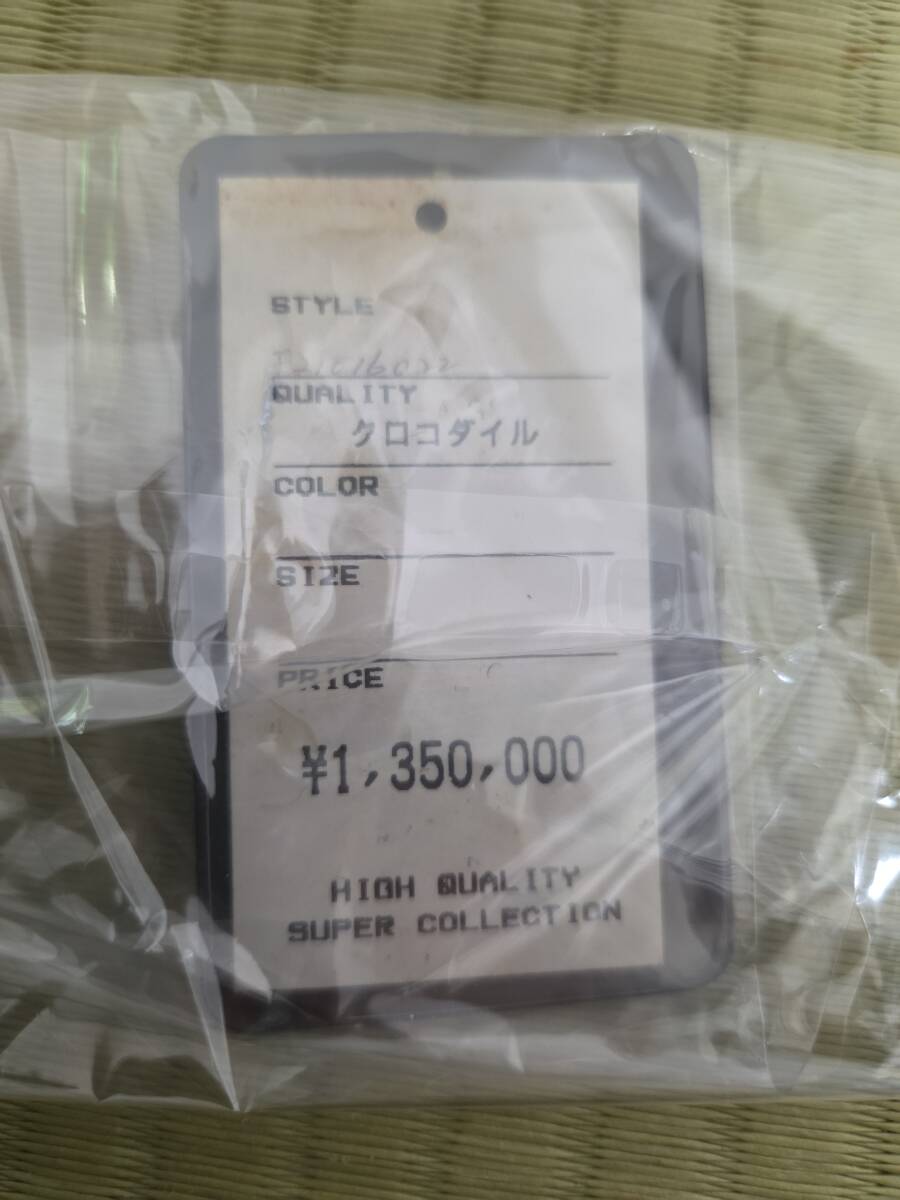 STYLE
QUALITY
クロコダイル
COLOR
SIZE
PRICE
¥1,350,000
HIGH QUALITY
SUPER COLLECTION